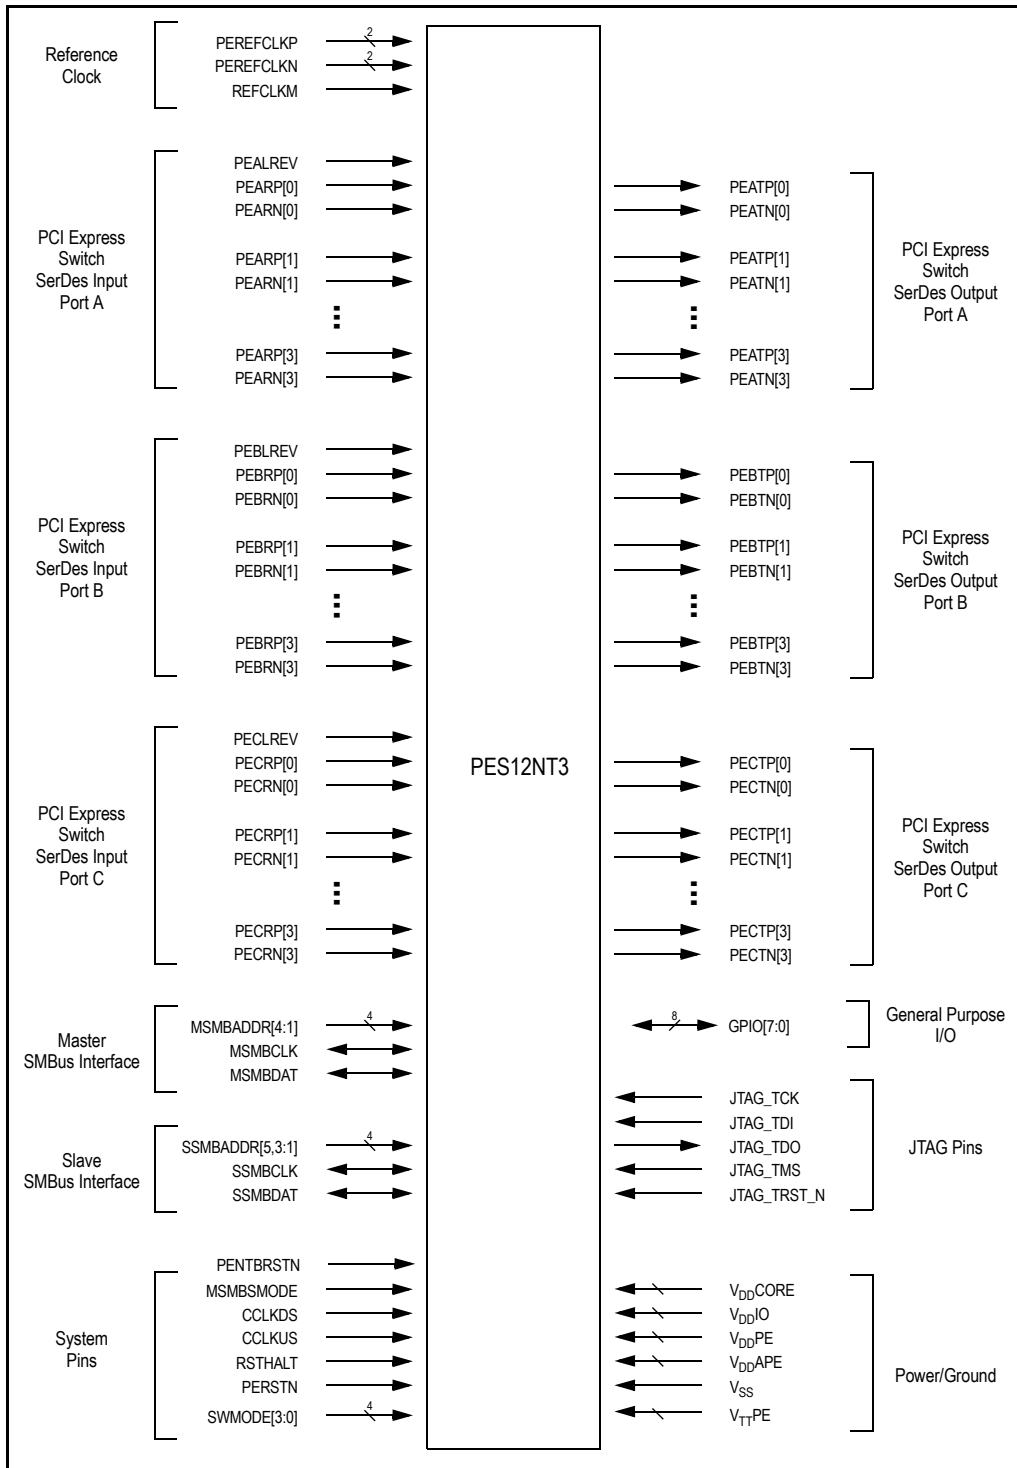 Reference
Clock
PEREFCLKP
2
PEREFCLKN
2
REFCLKM
PCI Express
Switch
SerDes Input
Port A
PEALREV
PEARP[0]
PEARN[0]
PEARP[1]
PEARN[1]
PEARP[3]
PEARN[3]
PCI Express
Switch
SerDes Input
Port B
PEBLREV
PEBRP[0]
PEBRN[0]
PEBRP[1]
PEBRN[1]
PEBRP[3]
PEBRN[3]
PCI Express
Switch
SerDes Input
Port C
PECLREV
PECRP[0]
PECRN[0]
PECRP[1]
PECRN[1]
PECRP[3]
PECRN[3]
Master
SMBus Interface
MSMBADDR[4:1]
4
MSMBCLK
MSMBDAT
Slave
SMBus Interface
SSMBADDR[5,3:1]
4
SSMBCLK
SSMBDAT
System
Pins
PENTBRSTN
MSMBSMODE
CCLKDS
CCLKUS
RSTHALT
PERSTN
SWMODE[3:0]
4
PES12NT3
PEATP[0]
PEATN[0]
PEATP[1]
PEATN[1]
PEATP[3]
PEATN[3]
PCI Express
Switch
SerDes Output
Port A
PEBTP[0]
PEBTN[0]
PEBTP[1]
PEBTN[1]
PEBTP[3]
PEBTN[3]
PCI Express
Switch
SerDes Output
Port B
PECTP[0]
PECTN[0]
PECTP[1]
PECTN[1]
PECTP[3]
PECTN[3]
PCI Express
Switch
SerDes Output
Port C
8
GPIO[7:0]
General Purpose
I/O
JTAG_TCK
JTAG_TDI
JTAG_TDO
JTAG_TMS
JTAG_TRST_N
JTAG Pins
VDDCORE
VDDIO
VDDPE
VDDAPE
VSS
VTTPE
Power/Ground